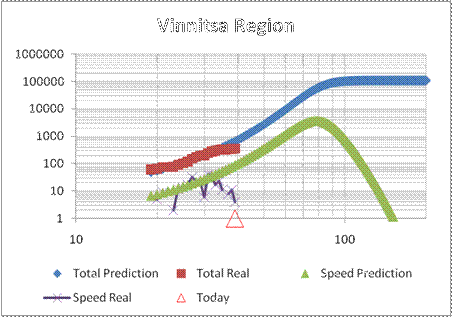 Vinnitsa Region
1000000
100000
10000
1000
100
10
1
10 100
Total Prediction Total Real Speed Prediction
Speed Real Today